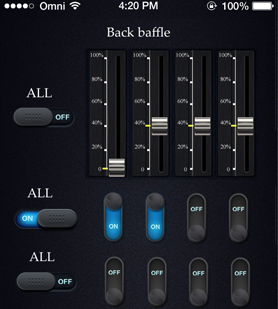 Omni 4:20 PM 100%
Back baffle
100% 100% 100% 100%
80% 80% 80% 80%
ALL
60% 60% 60% 60%
OFF
40% 40% 40% 40%
20% 20% 20% 20%
0 0 0 0
ALL
ON ON ON OFF OFF
ALL
OFF OFF OFF OFF OFF